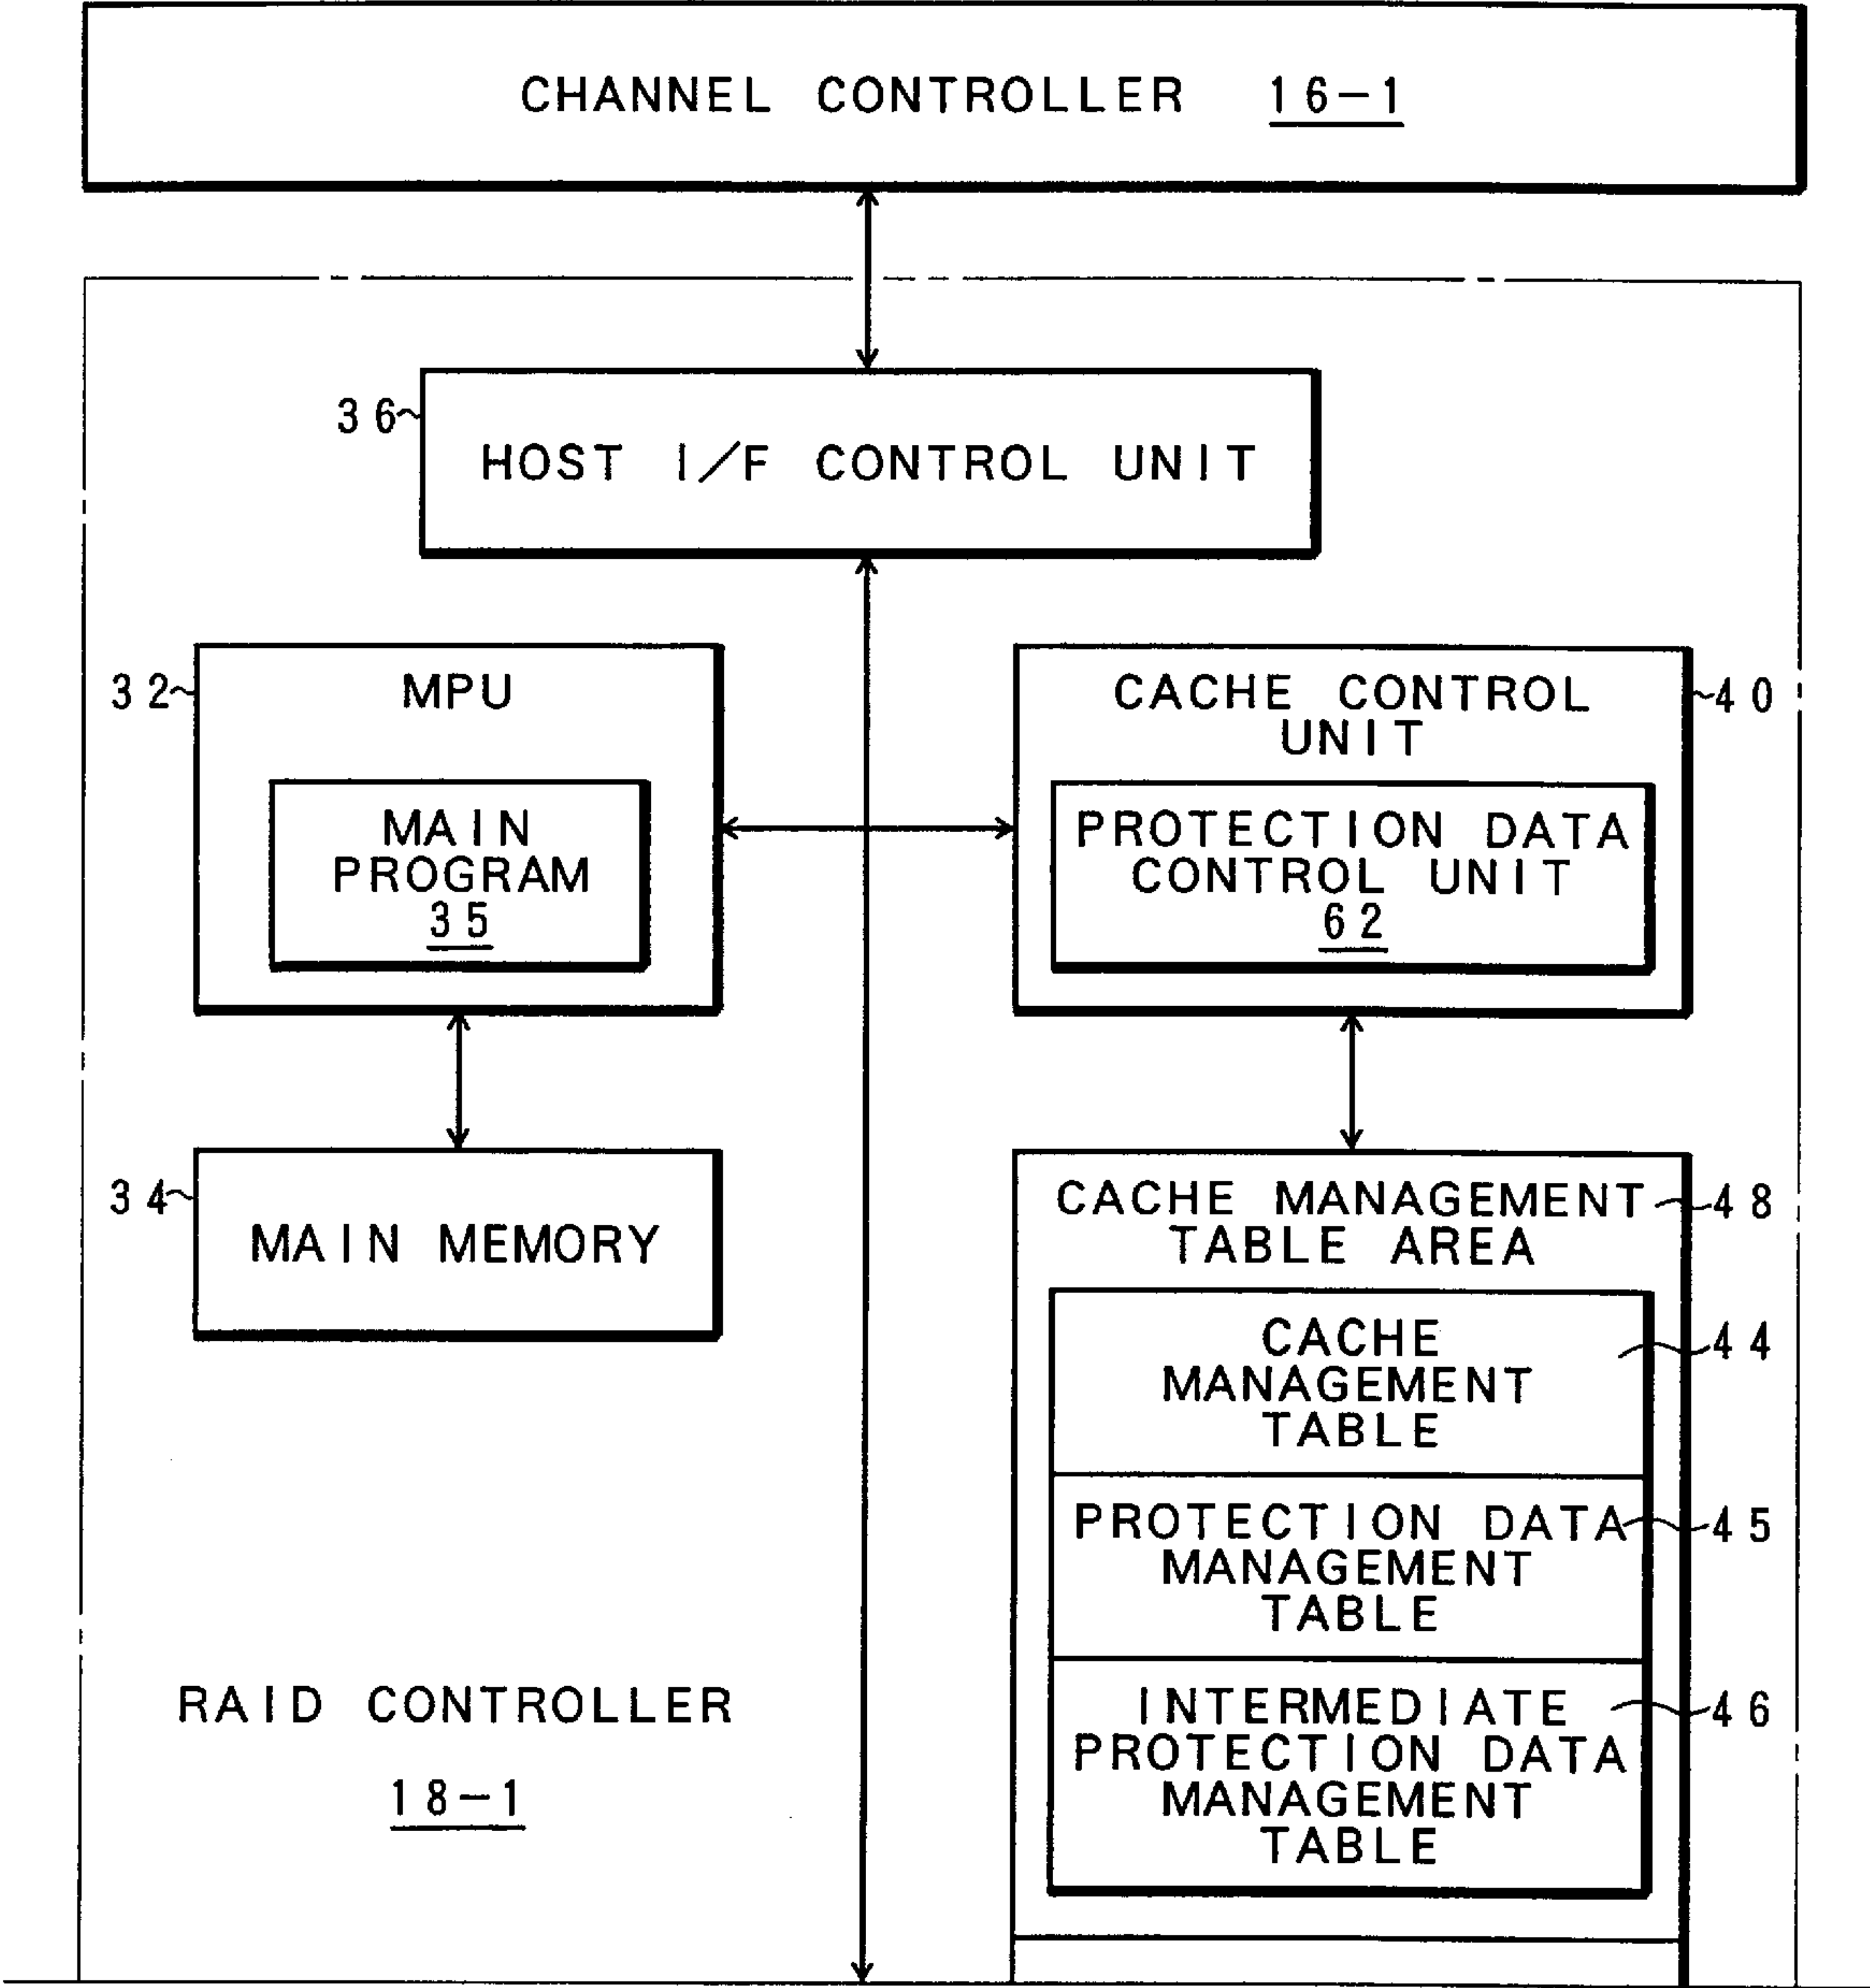 CHANNEL CONTROLLER 16-1
36
HOST I/F CONTROL UNIT
32
MPU
MAIN
PROGRAM
35
CACHE CONTROL
UNIT
40
PROTECTION DATA
CONTROL UNIT
62
34
MAIN MEMORY
CACHE MANAGEMENT
TABLE AREA
48
CACHE
MANAGEMENT
TABLE
44
PROTECTION DATA
MANAGEMENT
TABLE
45
INTERMEDIATE
PROTECTION DATA
MANAGEMENT
TABLE
46
RAID CONTROLLER
18-1